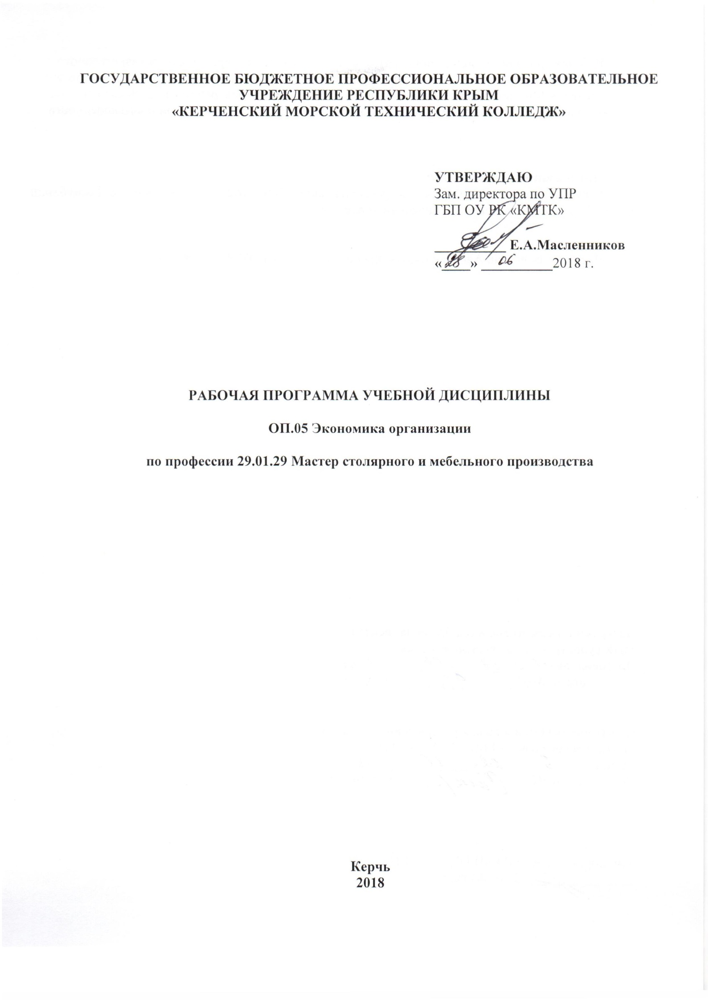 ГОСУДАРСТВЕННОЕ БЮДЖЕТНОЕ ПРОФЕССИОНАЛЬНОЕ ОБРАЗОВАТЕЛЬНОЕ
УЧРЕЖДЕНИЕ РЕСПУБЛИКИ КРЫМ
«КЕРЧЕНСКИЙ МОРСКОЙ ТЕХНИЧЕСКИЙ КОЛЛЕДЖ»
УТВЕРЖДАЮ
Зам. директора по УПР
ГБП ОУ РК «КМТК»
__________ Е.А.Масленников
«28» 06 2018 г.
РАБОЧАЯ ПРОГРАММА УЧЕБНОЙ ДИСЦИПЛИНЫ
ОП.05 Экономика организации
по профессии 29.01.29 Мастер столярного и мебельного производства
Керчь
2018